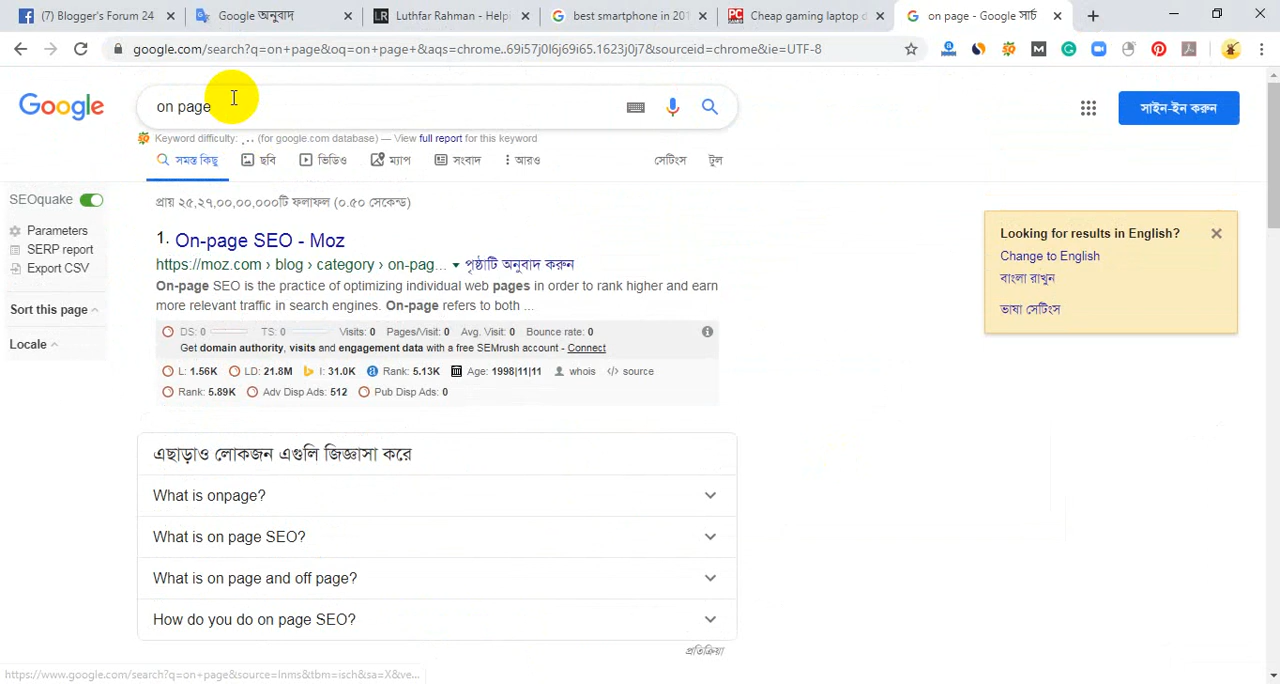 (7) Blogger's Forum 24
Google অনুবাদ
Luthfar Rahman - Helpi
best smartphone in 201
Cheap gaming laptop d
on page - Google সার্চ
google.com/search?q=on+page&oq=on+page+&aqs=chrome..69i57j0l6j69i65.1623j0j7&sourceid=chrome&ie=UTF-8
Google
on page
সাইন-ইন করুন
Keyword difficulty: (for google.com database) — View full report for this keyword
সমস্ত কিছু ছবি ভিডিও ম্যাপ সংবাদ আরও সেটিংস টুল
SEOquake
Parameters
SERP report
Export CSV
Sort this page
Locale
প্রায় ২৫,২৭,০০,০০,০০০টি ফলাফল (০.৫০ সেকেন্ড)
1. On-page SEO - Moz
https://moz.com › blog › category › on-pag... পৃষ্ঠাটি অনুবাদ করুন
On-page SEO is the practice of optimizing individual web pages in order to rank higher and earn
more relevant traffic in search engines. On-page refers to both ...
DS: 0 TS: 0 Visits: 0 Pages/Visit: 0 Avg. Visit: 0 Bounce rate: 0
Get domain authority, visits and engagement data with a free SEMrush account - Connect
L: 1.56K LD: 21.8M I: 31.0K Rank: 5.13K Age: 1998|11|11 whois source
Rank: 5.89K Adv Disp Ads: 512 Pub Disp Ads: 0
Looking for results in English?
Change to English
বাংলা রাখুন
ভাষা সেটিংস
এছাড়াও লোকজন এগুলি জিজ্ঞাসা করে
What is onpage?
What is on page SEO?
What is on page and off page?
How do you do on page SEO?
প্রতিক্রিয়া
https://www.google.com/search?q=on+page&source=lnms&tbm=isch&sa=X&ve...